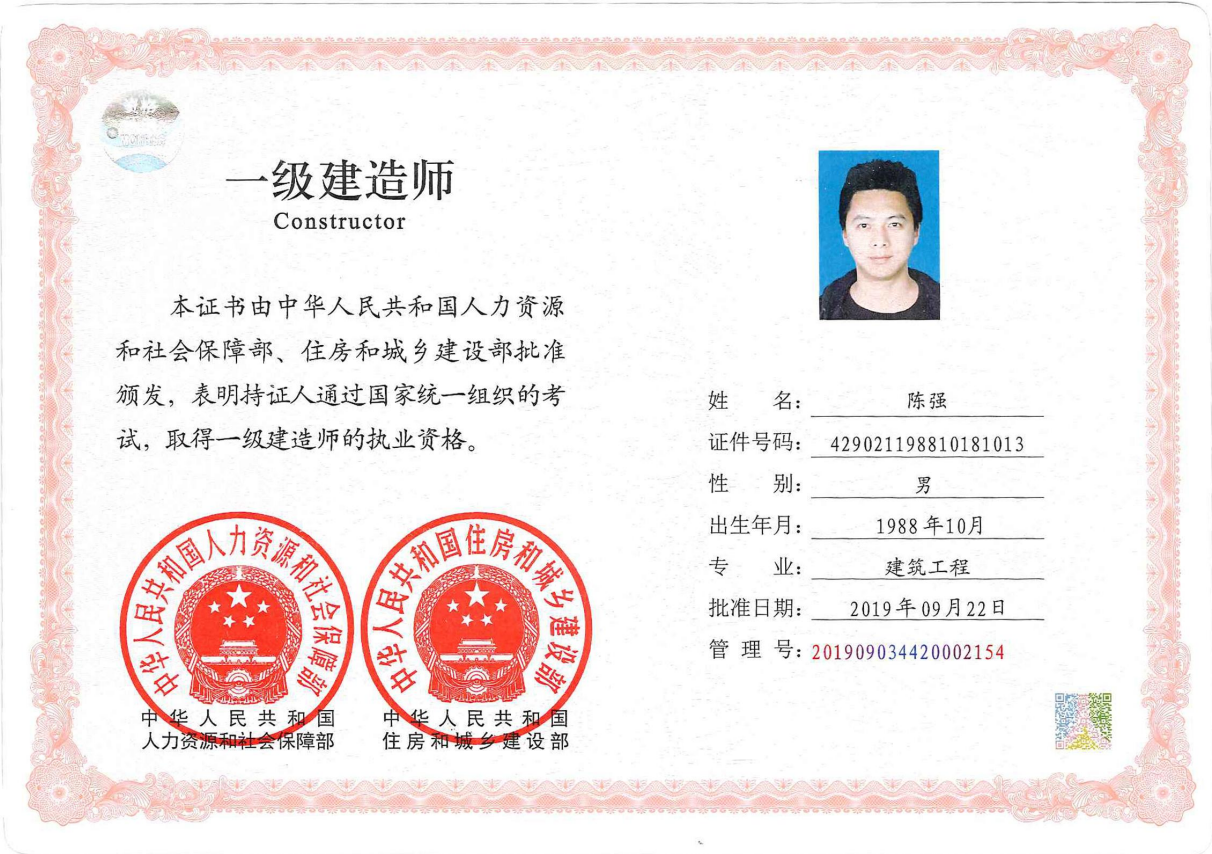 一级建造师
Constructor
本证书由中华人民共和国人力资源
和社会保障部、住房和城乡建设部批准
颁发，表明持证人通过国家统一组织的考
试，取得一级建造师的执业资格。
中华人民共和国人力资源和社会保障部
中华人民共和国住房和城乡建设部
中华人民共和国
人力资源和社会保障部
中华人民共和国
住房和城乡建设部
姓 名： 陈强
证件号码： 429021198810181013
性 别： 男
出生年月： 1988年10月
专 业： 建筑工程
批准日期： 2019年09月22日
管 理 号：201909034420002154